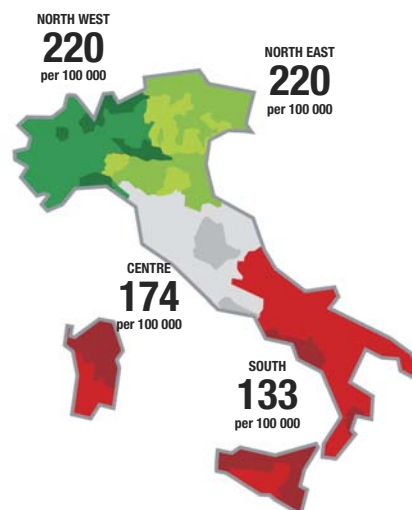 NORTH WEST
220
per 100 000
NORTH EAST
220
per 100 000
CENTRE
174
per 100 000
SOUTH
133
per 100 000